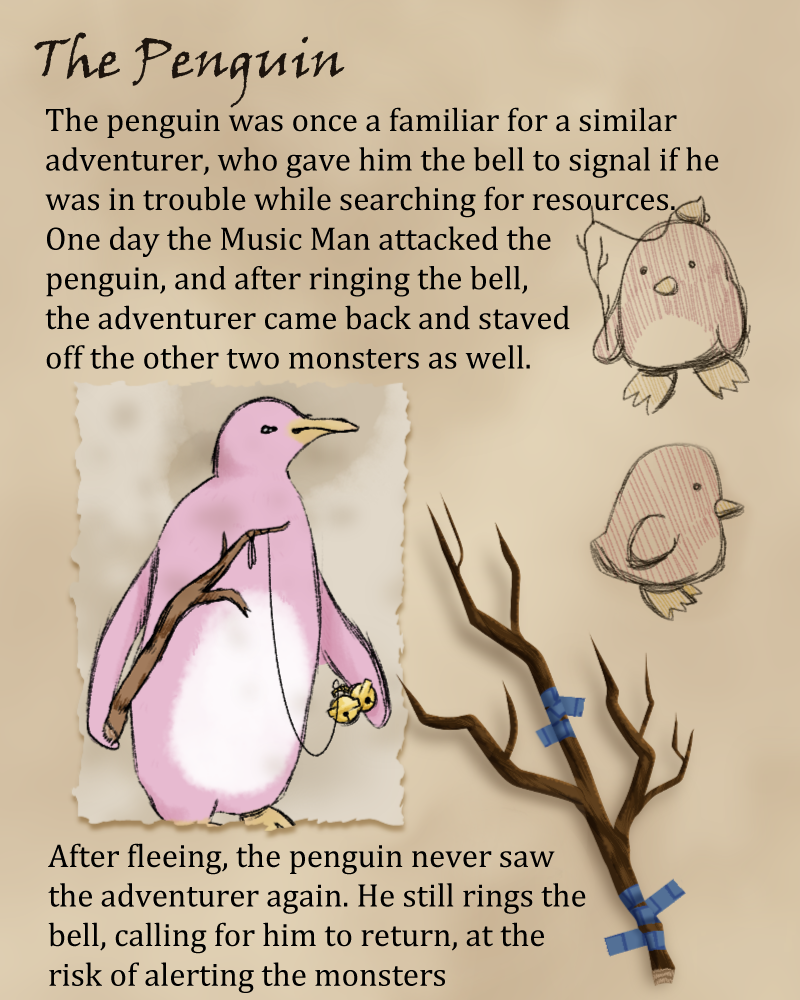 The Penguin
The penguin was once a familiar for a similar
adventurer, who gave him the bell to signal if he
was in trouble while searching for resources.
One day the Music Man attacked the
penguin, and after ringing the bell,
the adventurer came back and staved
off the other two monsters as well.
After fleeing, the penguin never saw
the adventurer again. He still rings the
bell, calling for him to return, at the
risk of alerting the monsters